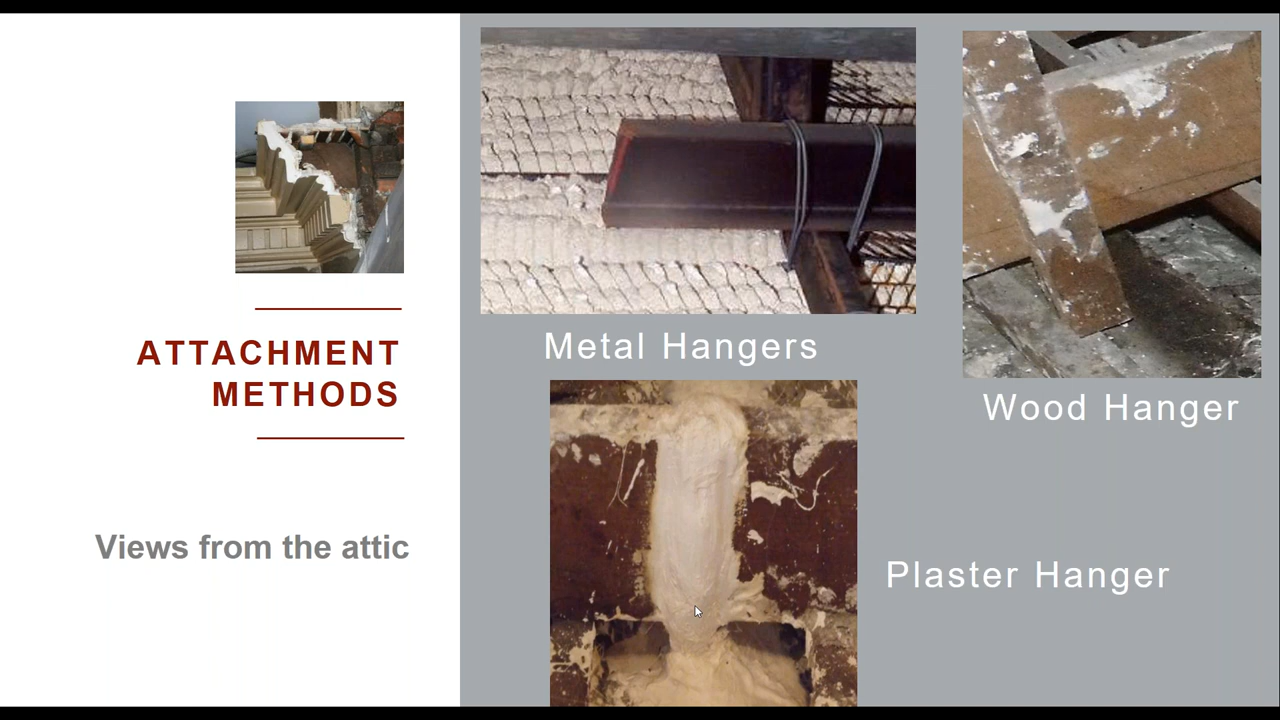 ATTACHMENT
METHODS
Views from the attic
Metal Hangers
Wood Hanger
Plaster Hanger